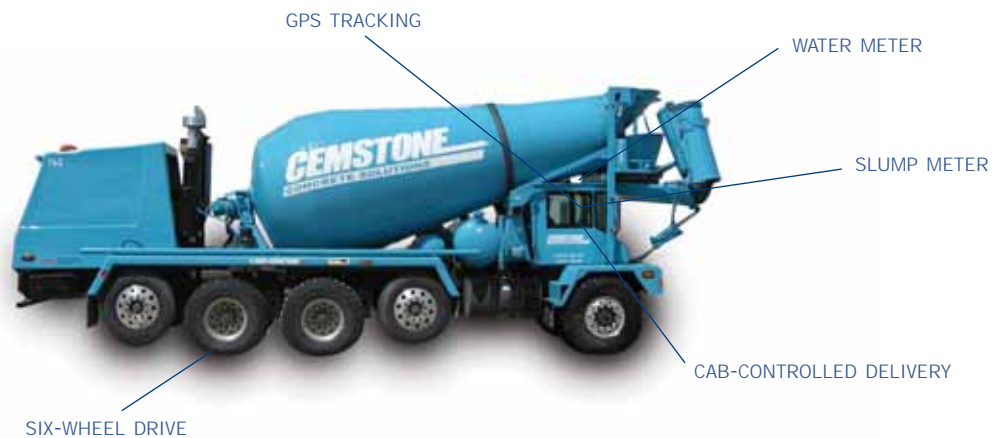 GPS TRACKING
WATER METER
CEMSTONE
CONCRETE SOLUTIONS
SLUMP METER
CAB-CONTROLLED DELIVERY
SIX-WHEEL DRIVE